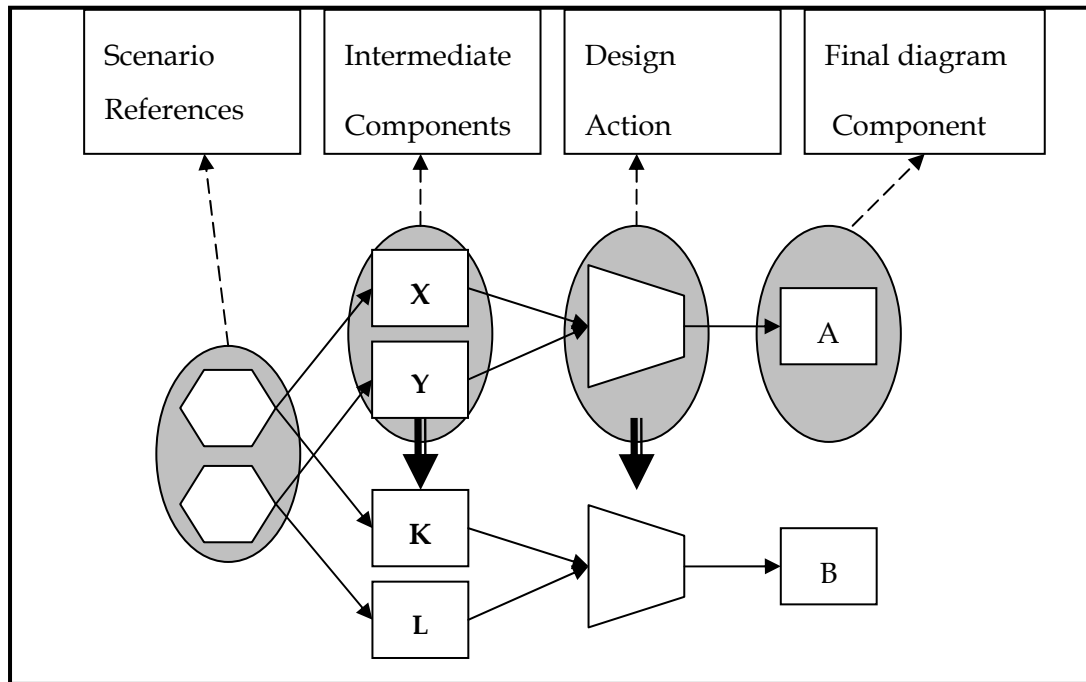 Scenario
References
Intermediate
Components
Design
Action
Final diagram
Component
X
Y
A
K
L
B